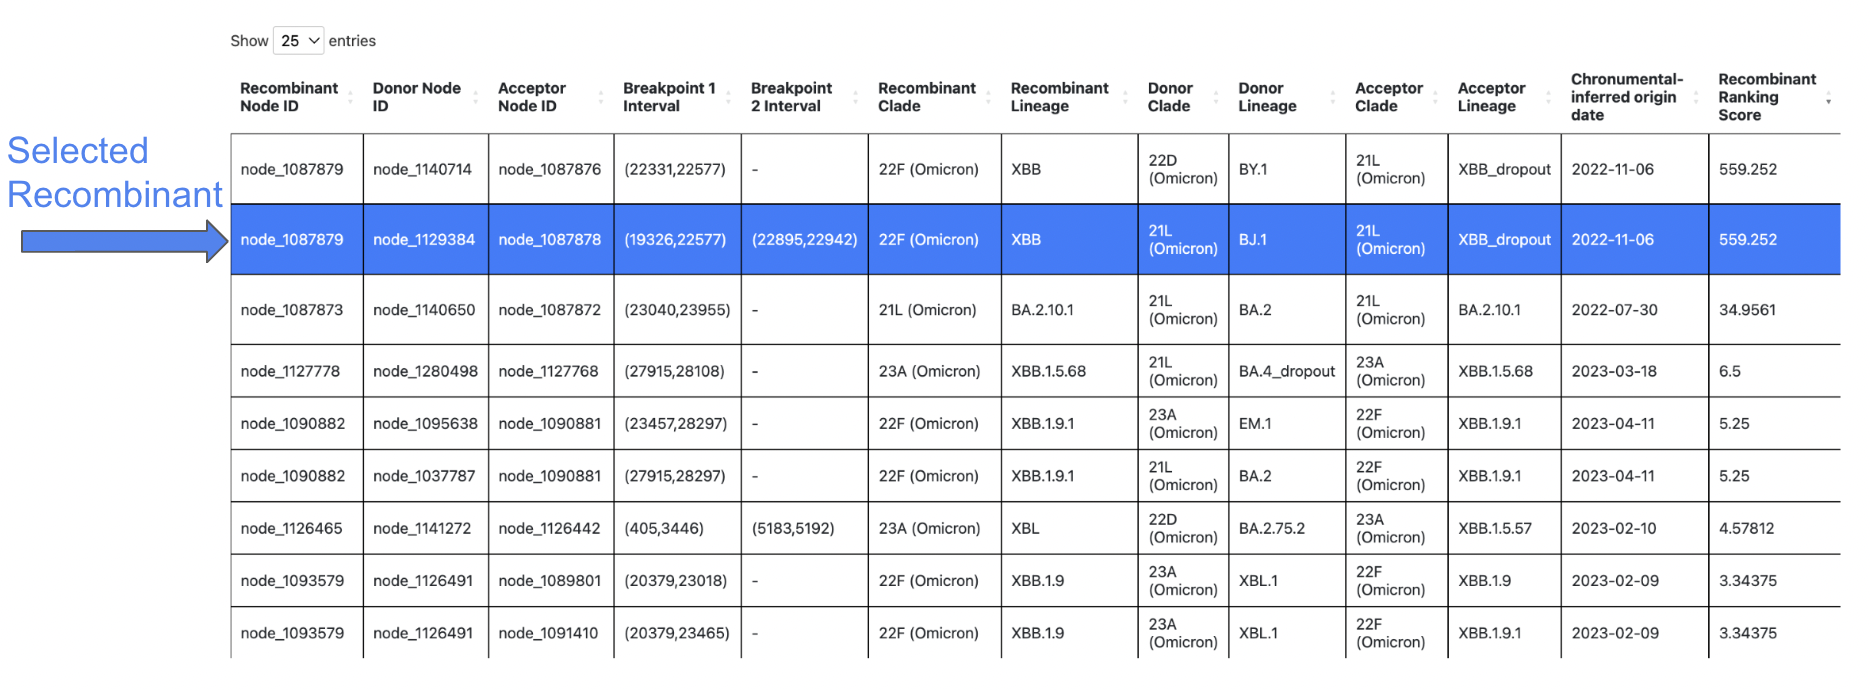 Show 25 entries
Recombinant Node ID Donor Node ID Acceptor Node ID Breakpoint 1 Interval Breakpoint 2 Interval Recombinant Clade Recombinant Lineage Donor Clade Donor Lineage Acceptor Clade Acceptor Lineage Chronumental-inferred origin date Recombinant Ranking Score
Selected
Recombinant
node_1087879 node_1140714 node_1087876 (22331,22577) - 22F (Omicron) XBB 22D (Omicron) BY.1 21L (Omicron) XBB_dropout 2022-11-06 559.252
node_1087879 node_1129384 node_1087878 (19326,22577) (22895,22942) 22F (Omicron) XBB 21L (Omicron) BJ.1 21L (Omicron) XBB_dropout 2022-11-06 559.252
node_1087873 node_1140650 node_1087872 (23040,23955) - 21L (Omicron) BA.2.10.1 21L (Omicron) BA.2 21L (Omicron) BA.2.10.1 2022-07-30 34.9561
node_1127778 node_1280498 node_1127768 (27915,28108) - 23A (Omicron) XBB.1.5.68 21L (Omicron) BA.4_dropout 23A (Omicron) XBB.1.5.68 2023-03-18 6.5
node_1090882 node_1095638 node_1090881 (23457,28297) - 22F (Omicron) XBB.1.9.1 23A (Omicron) EM.1 22F (Omicron) XBB.1.9.1 2023-04-11 5.25
node_1090882 node_1037787 node_1090881 (27915,28297) - 22F (Omicron) XBB.1.9.1 21L (Omicron) BA.2 22F (Omicron) XBB.1.9.1 2023-04-11 5.25
node_1126465 node_1141272 node_1126442 (405,3446) (5183,5192) 23A (Omicron) XBL 22D (Omicron) BA.2.75.2 23A (Omicron) XBB.1.5.57 2023-02-10 4.57812
node_1093579 node_1126491 node_1089801 (20379,23018) - 22F (Omicron) XBB.1.9 23A (Omicron) XBL.1 22F (Omicron) XBB.1.9 2023-02-09 3.34375
node_1093579 node_1126491 node_1091410 (20379,23465) - 22F (Omicron) XBB.1.9 23A (Omicron) XBL.1 22F (Omicron) XBB.1.9.1 2023-02-09 3.34375